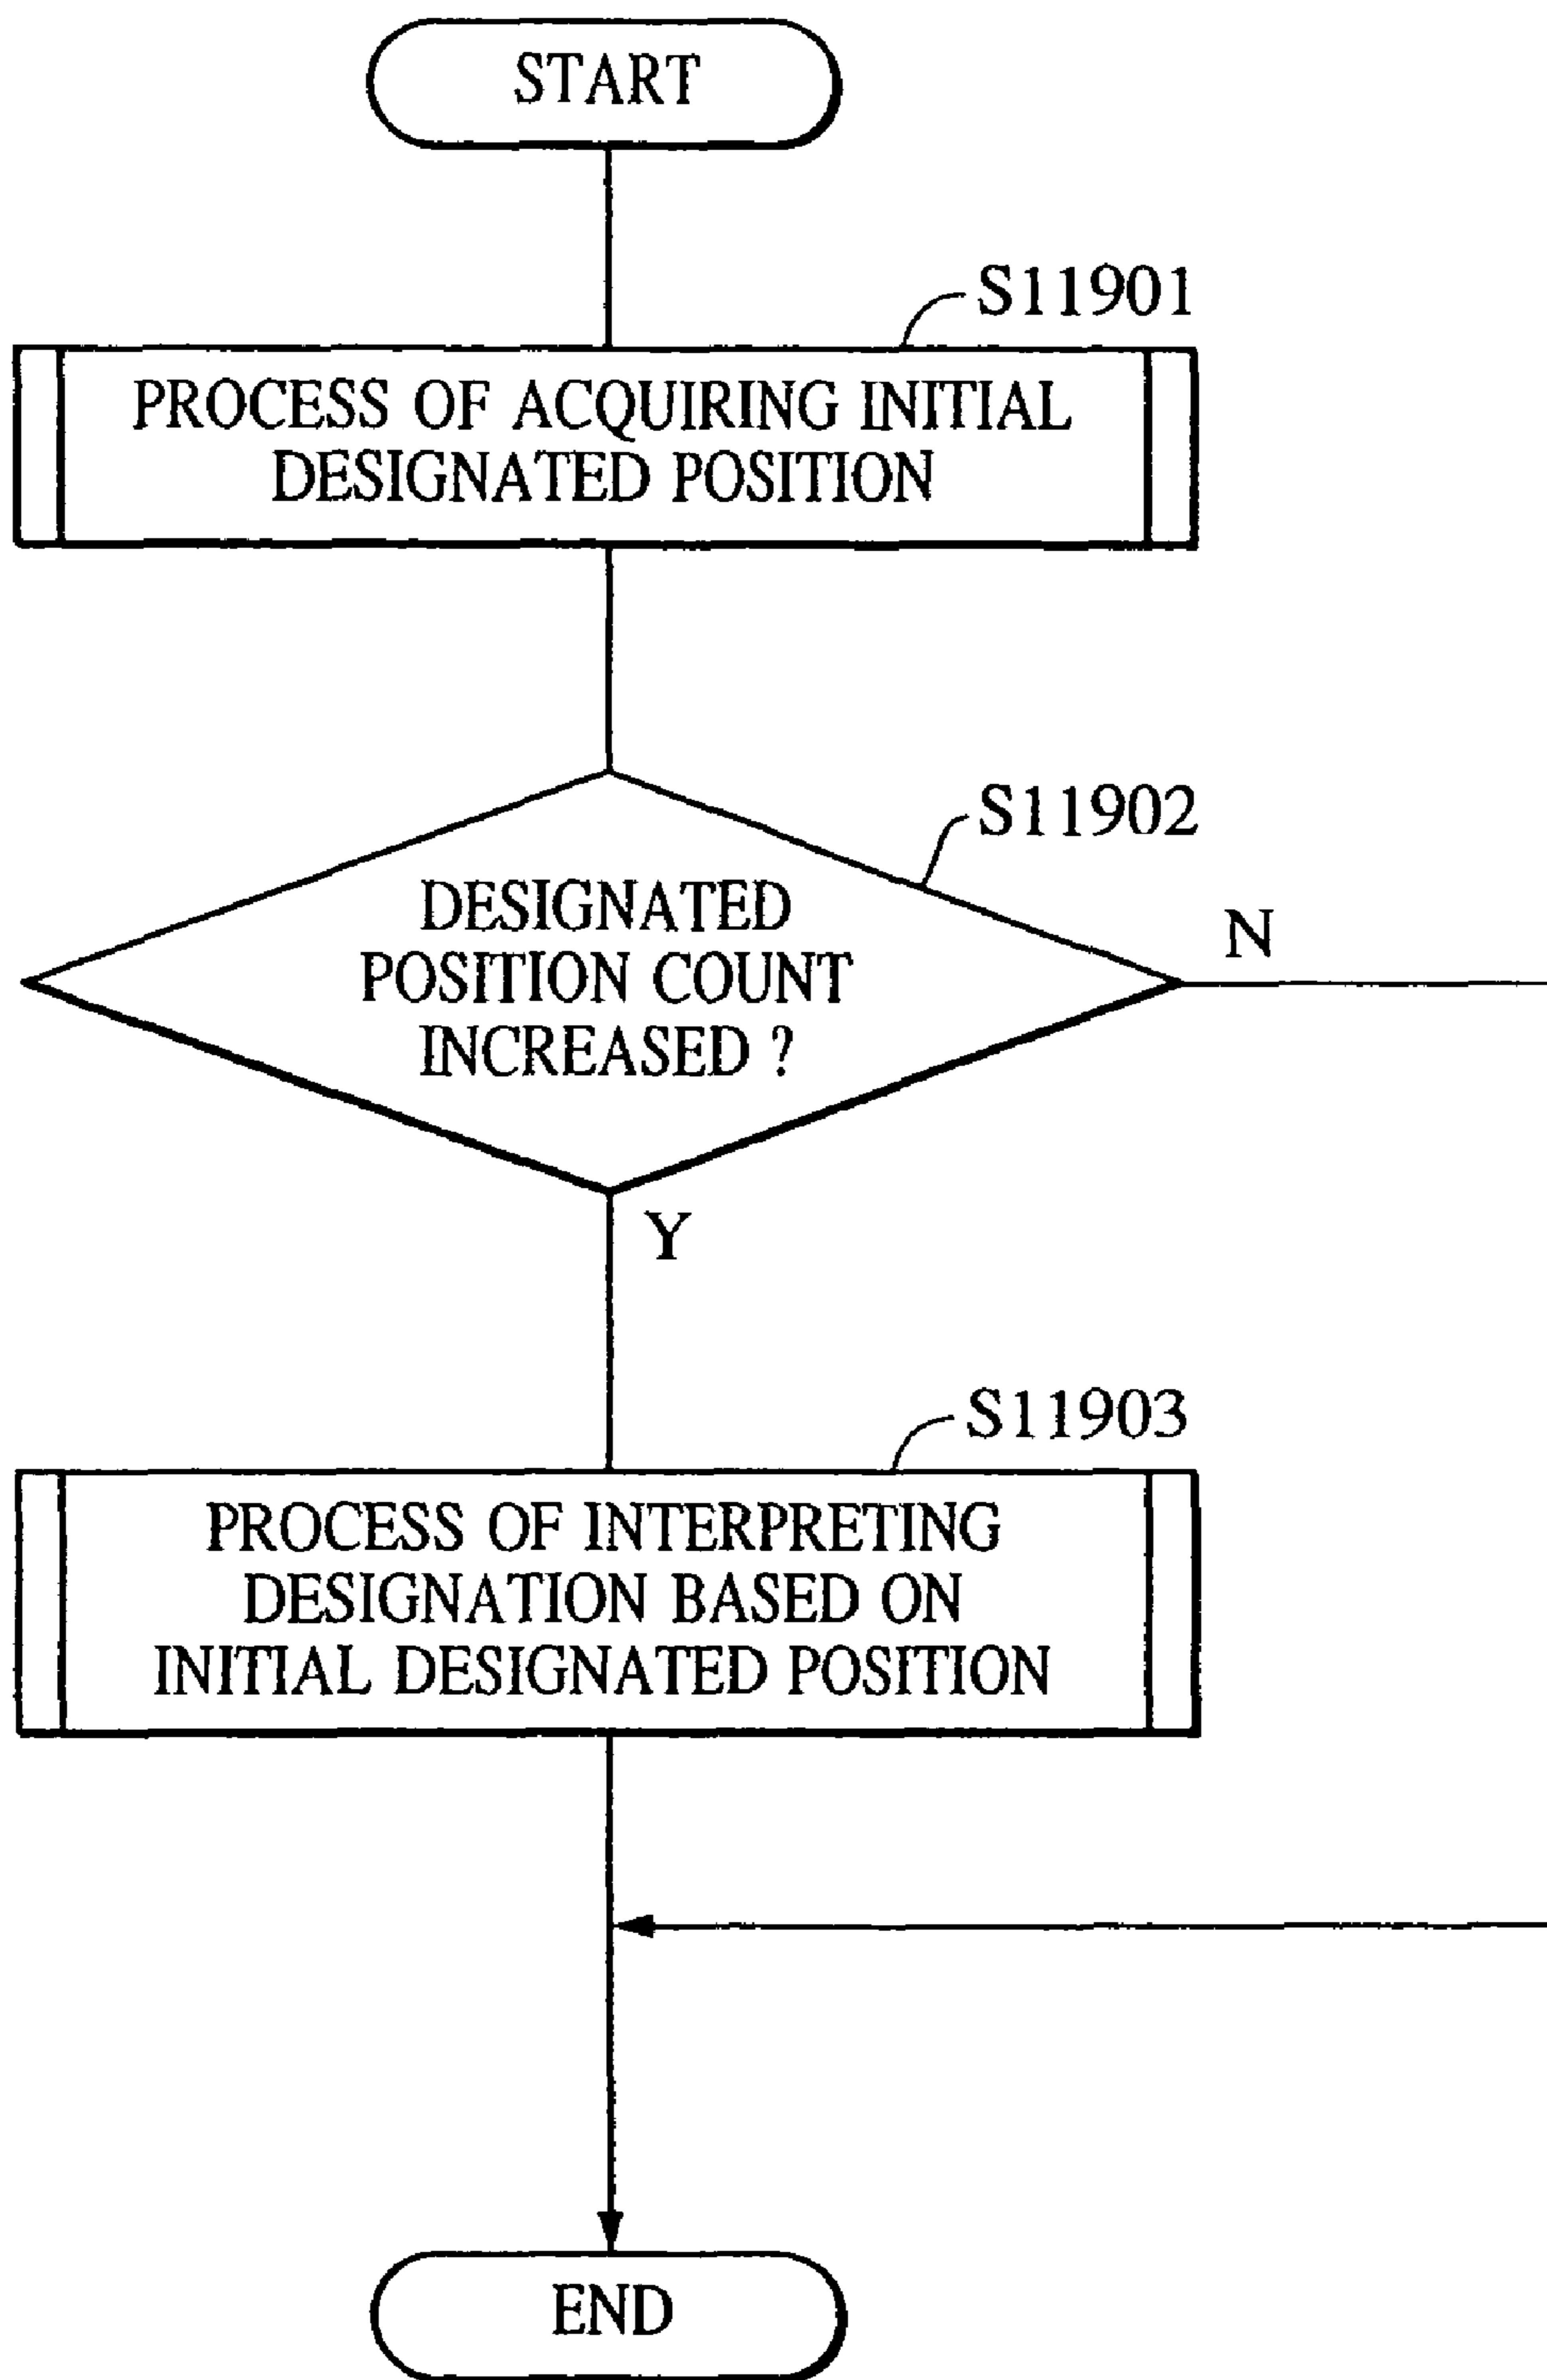 START
S11901
PROCESS OF ACQUIRING INITIAL
DESIGNATED POSITION
S11902
DESIGNATED
POSITION COUNT
INCREASED ?
N
Y
S11903
PROCESS OF INTERPRETING
DESIGNATION BASED ON
INITIAL DESIGNATED POSITION
END